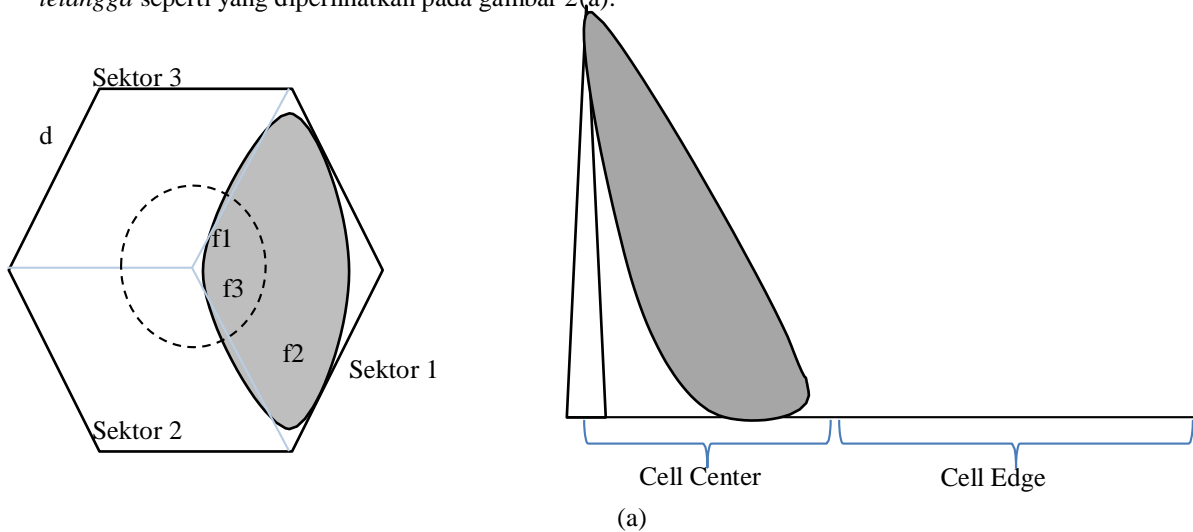 tetangga seperti yang diperlihatkan pada gambar 2(a).
Sektor 3
d
f1
f3
f2
Sektor 1
Sektor 2
Cell Center
Cell Edge
(a)